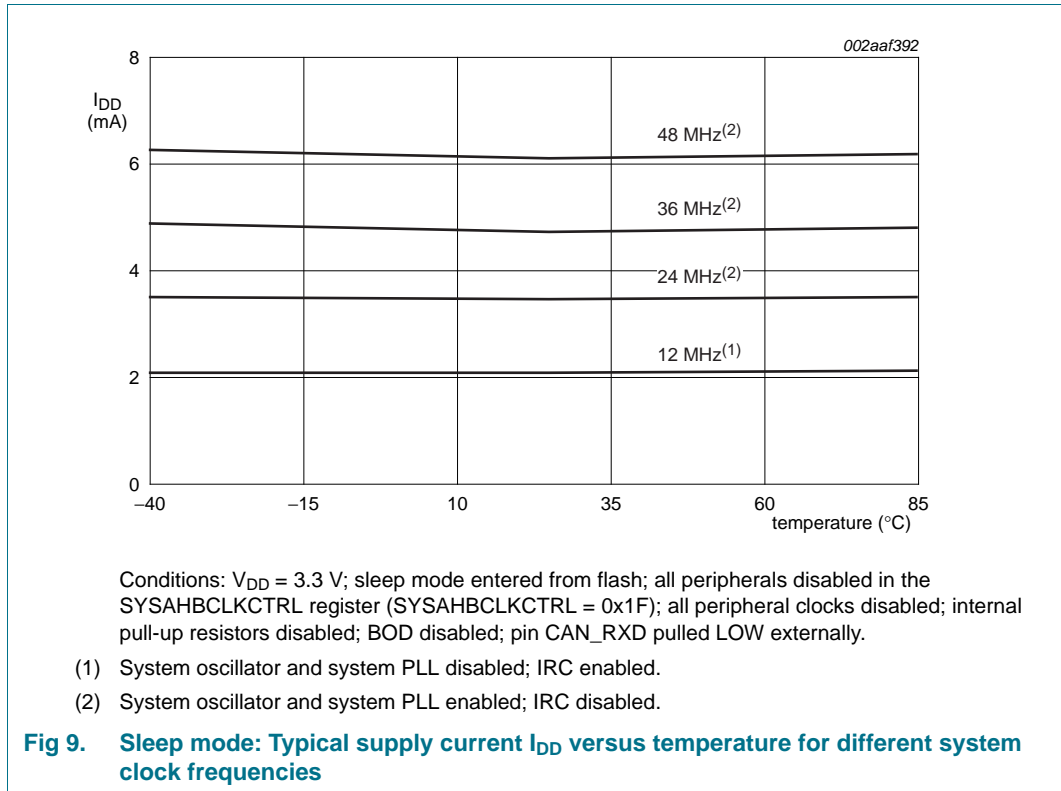 002aaf392
8
I_DD
(mA)
48 MHz(2)
6
36 MHz(2)
4
24 MHz(2)
12 MHz(1)
2
0
−40 −15 10 35 60 85
temperature (°C)
Conditions: V_DD = 3.3 V; sleep mode entered from flash; all peripherals disabled in the
SYSAHBCLKCTRL register (SYSAHBCLKCTRL = 0x1F); all peripheral clocks disabled; internal
pull-up resistors disabled; BOD disabled; pin CAN_RXD pulled LOW externally.
(1) System oscillator and system PLL disabled; IRC enabled.
(2) System oscillator and system PLL enabled; IRC disabled.
Fig 9. Sleep mode: Typical supply current I_DD versus temperature for different system
clock frequencies